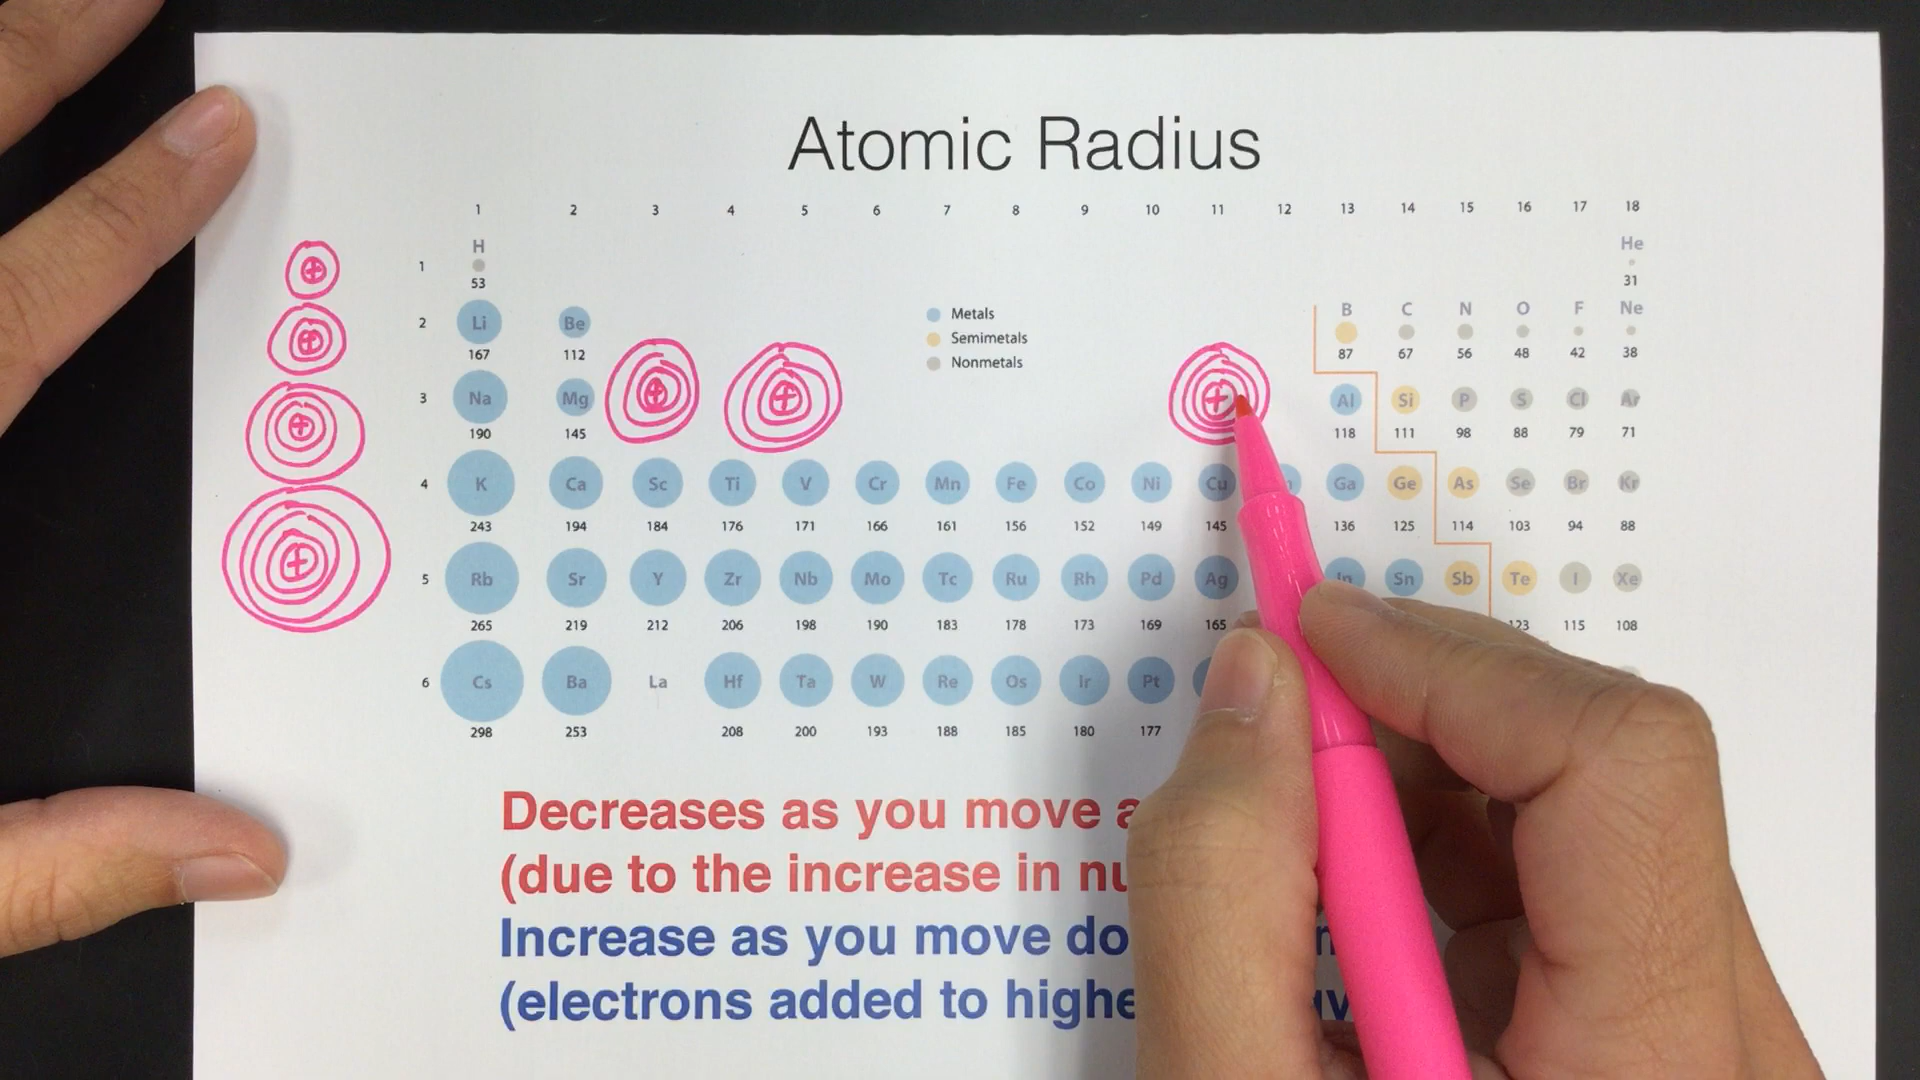 Atomic Radius
1 2 3 4 5 6 7 8 9 10 11 12 13 14 15 16 17 18
H He
1
53 31
Li Be Metals B C N O F Ne
2 Semimetals
167 112 Nonmetals 87 67 56 48 42 38
3 Na Mg Al Si P S Cl Ar
190 145 118 111 98 88 79 71
4 K Ca Sc Ti V Cr Mn Fe Co Ni Cu Ga Ge As Se Br Kr
243 194 184 176 171 166 161 156 152 149 145 136 125 114 103 94 88
5 Rb Sr Y Zr Nb Mo Tc Ru Rh Pd Ag In Sn Sb Te I Xe
265 219 212 206 198 190 183 178 173 169 165 123 115 108
6 Cs Ba La Hf Ta W Re Os Ir Pt
298 253 208 200 193 188 185 180 177
Decreases as you move
(due to the increase in
Increase as you move
(electrons added to